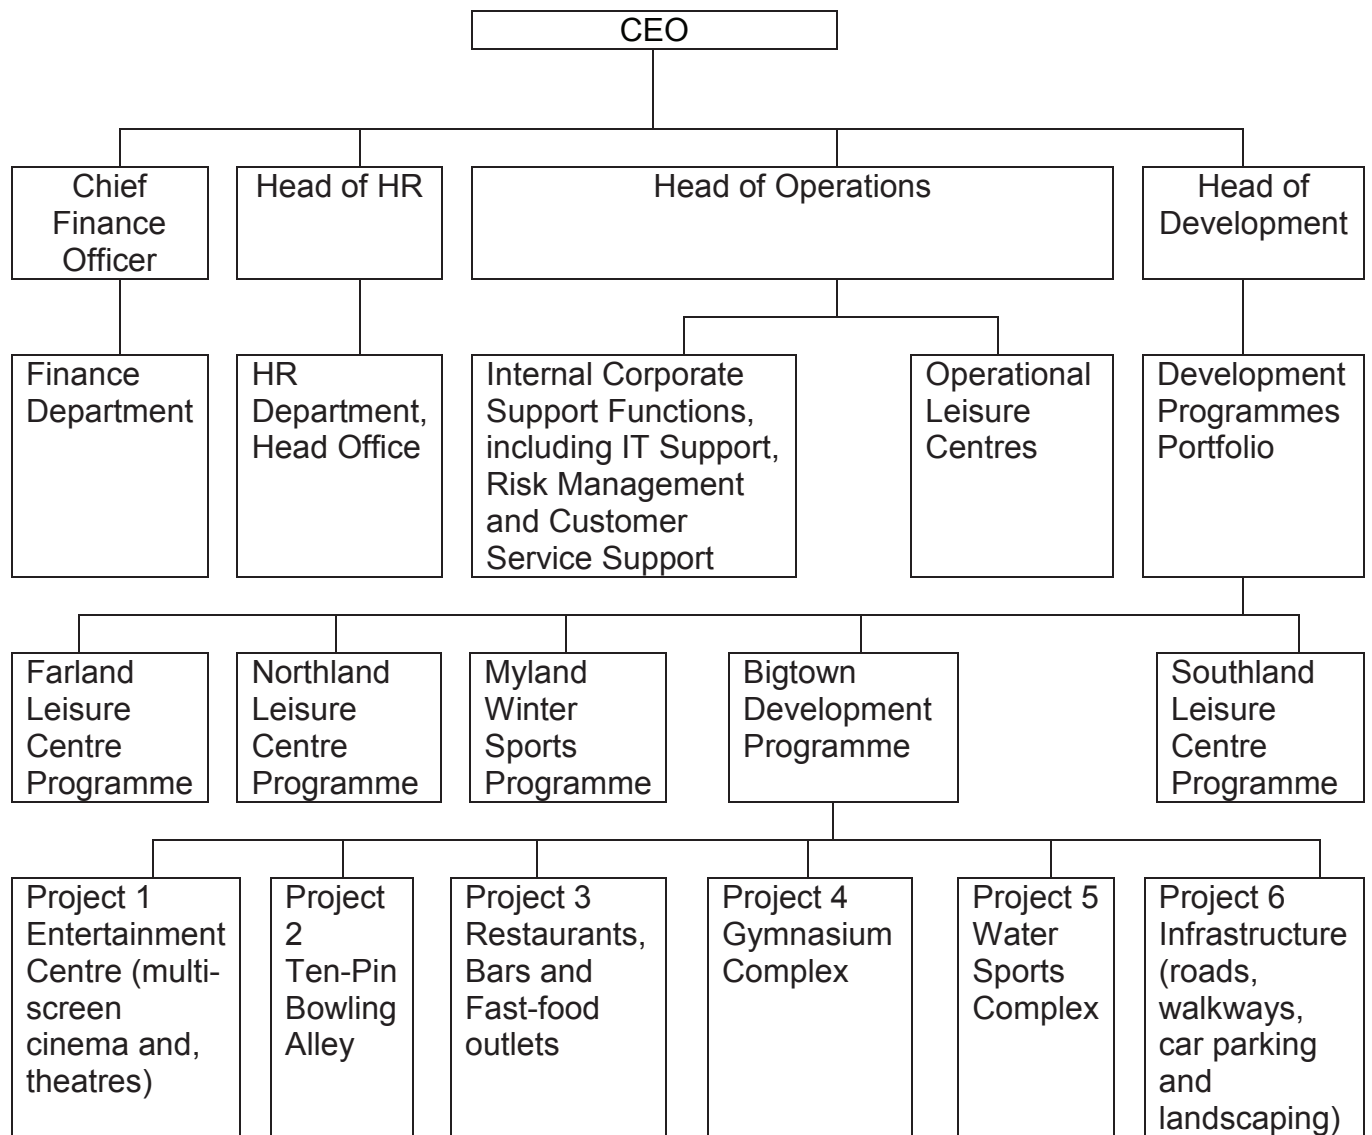 CEO
Chief
Finance
Officer
Head of HR
Head of Operations
Head of
Development
Finance
Department
HR
Department,
Head Office
Internal Corporate
Support Functions,
including IT Support,
Risk Management
and Customer
Service Support
Operational
Leisure
Centres
Development
Programmes
Portfolio
Farland
Leisure
Centre
Programme
Northland
Leisure
Centre
Programme
Myland
Winter
Sports
Programme
Bigtown
Development
Programme
Southland
Leisure
Centre
Programme
Project 1
Entertainment
Centre (multi-
screen
cinema and,
theatres)
Project
2
Ten-Pin
Bowling
Alley
Project 3
Restaurants,
Bars and
Fast-food
outlets
Project 4
Gymnasium
Complex
Project 5
Water
Sports
Complex
Project 6
Infrastructure
(roads,
walkways,
car parking
and
landscaping)